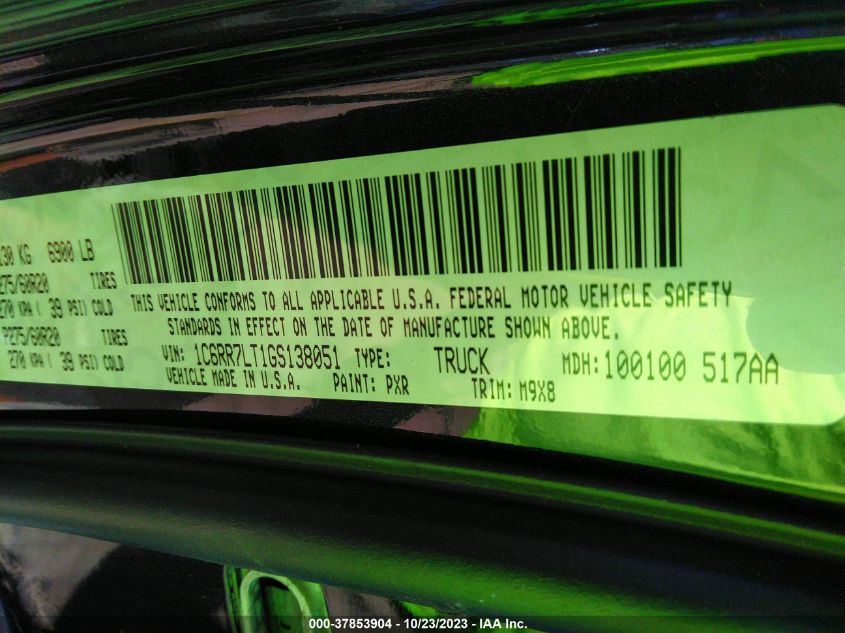 130 KG 6900 LB
275/60R20 TIRES
270 KPA ( 39 PSI) COLD
P275/60R20 TIRES
270 KPA ( 39 PSI) COLD
THIS VEHICLE CONFORMS TO ALL APPLICABLE U.S.A. FEDERAL MOTOR VEHICLE SAFETY
STANDARDS IN EFFECT ON THE DATE OF MANUFACTURE SHOWN ABOVE.
VIN: 1C6RR7LT1GS138051 TYPE: TRUCK MDH: 100100 517AA
VEHICLE MADE IN U.S.A. PAINT: PXR TRIM: M9X8
000-37853904 - 10/23/2023 - IAA Inc.